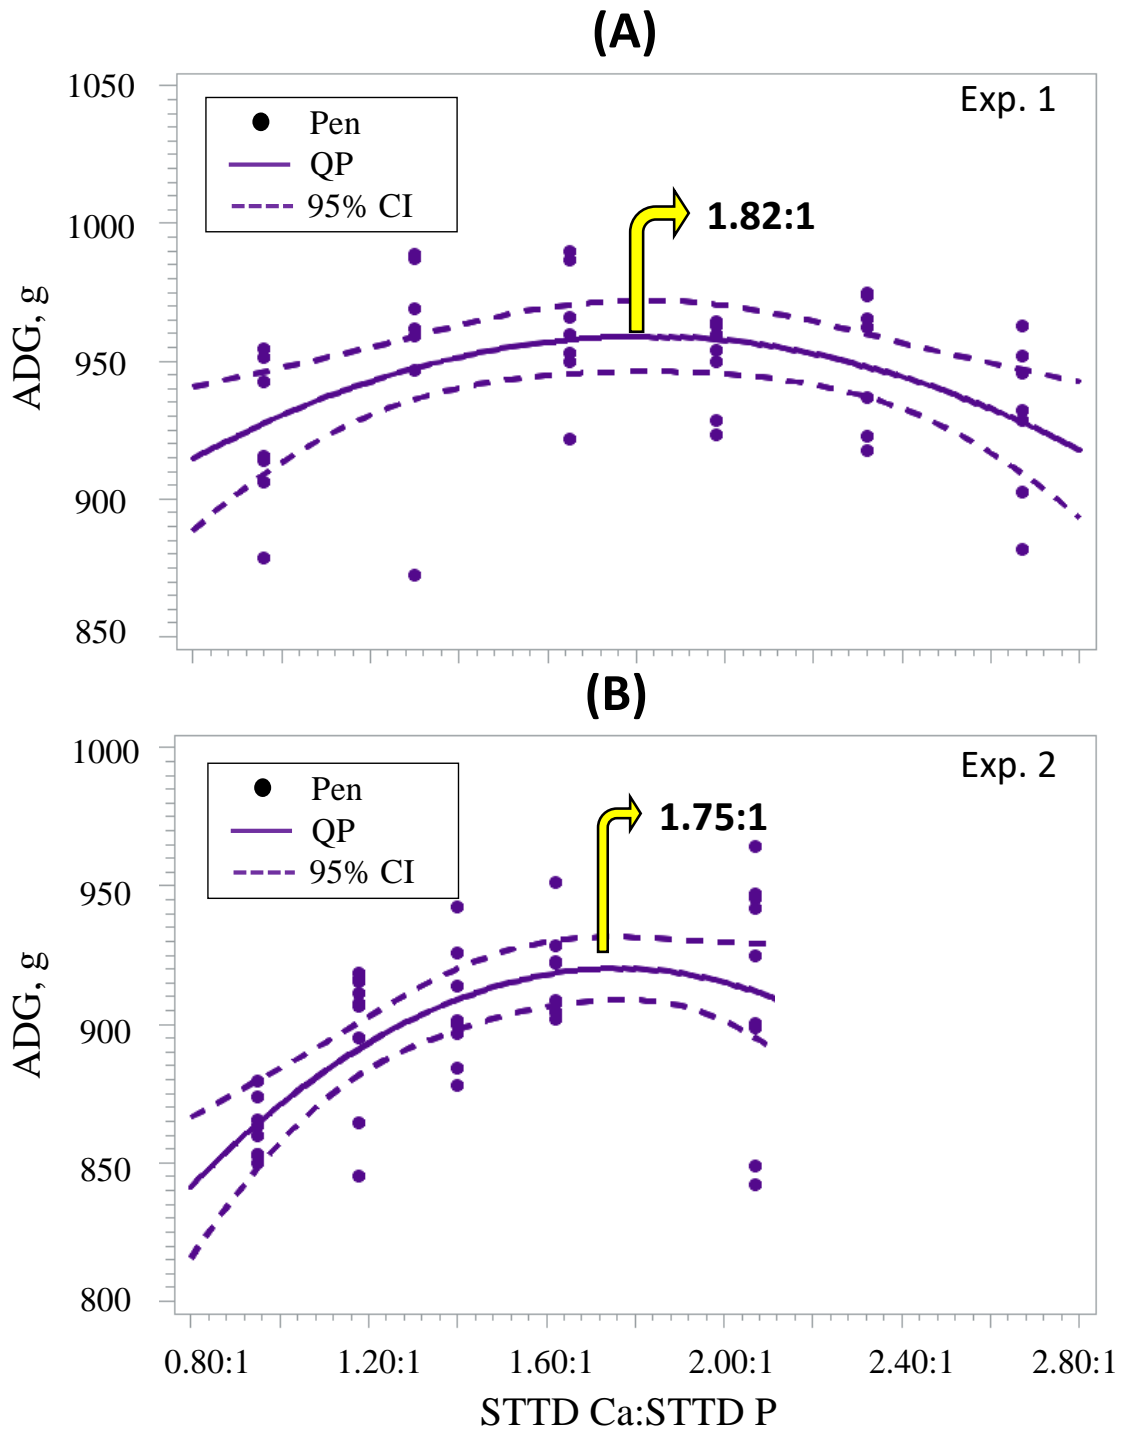 (A)
Exp. 1
Pen
QP
95% CI
1.82:1
1050
1000
950
900
850
ADG, g
(B)
Exp. 2
Pen
QP
95% CI
1.75:1
1000
950
900
850
800
ADG, g
0.80:1 1.20:1 1.60:1 2.00:1 2.40:1 2.80:1
STTD Ca:STTD P